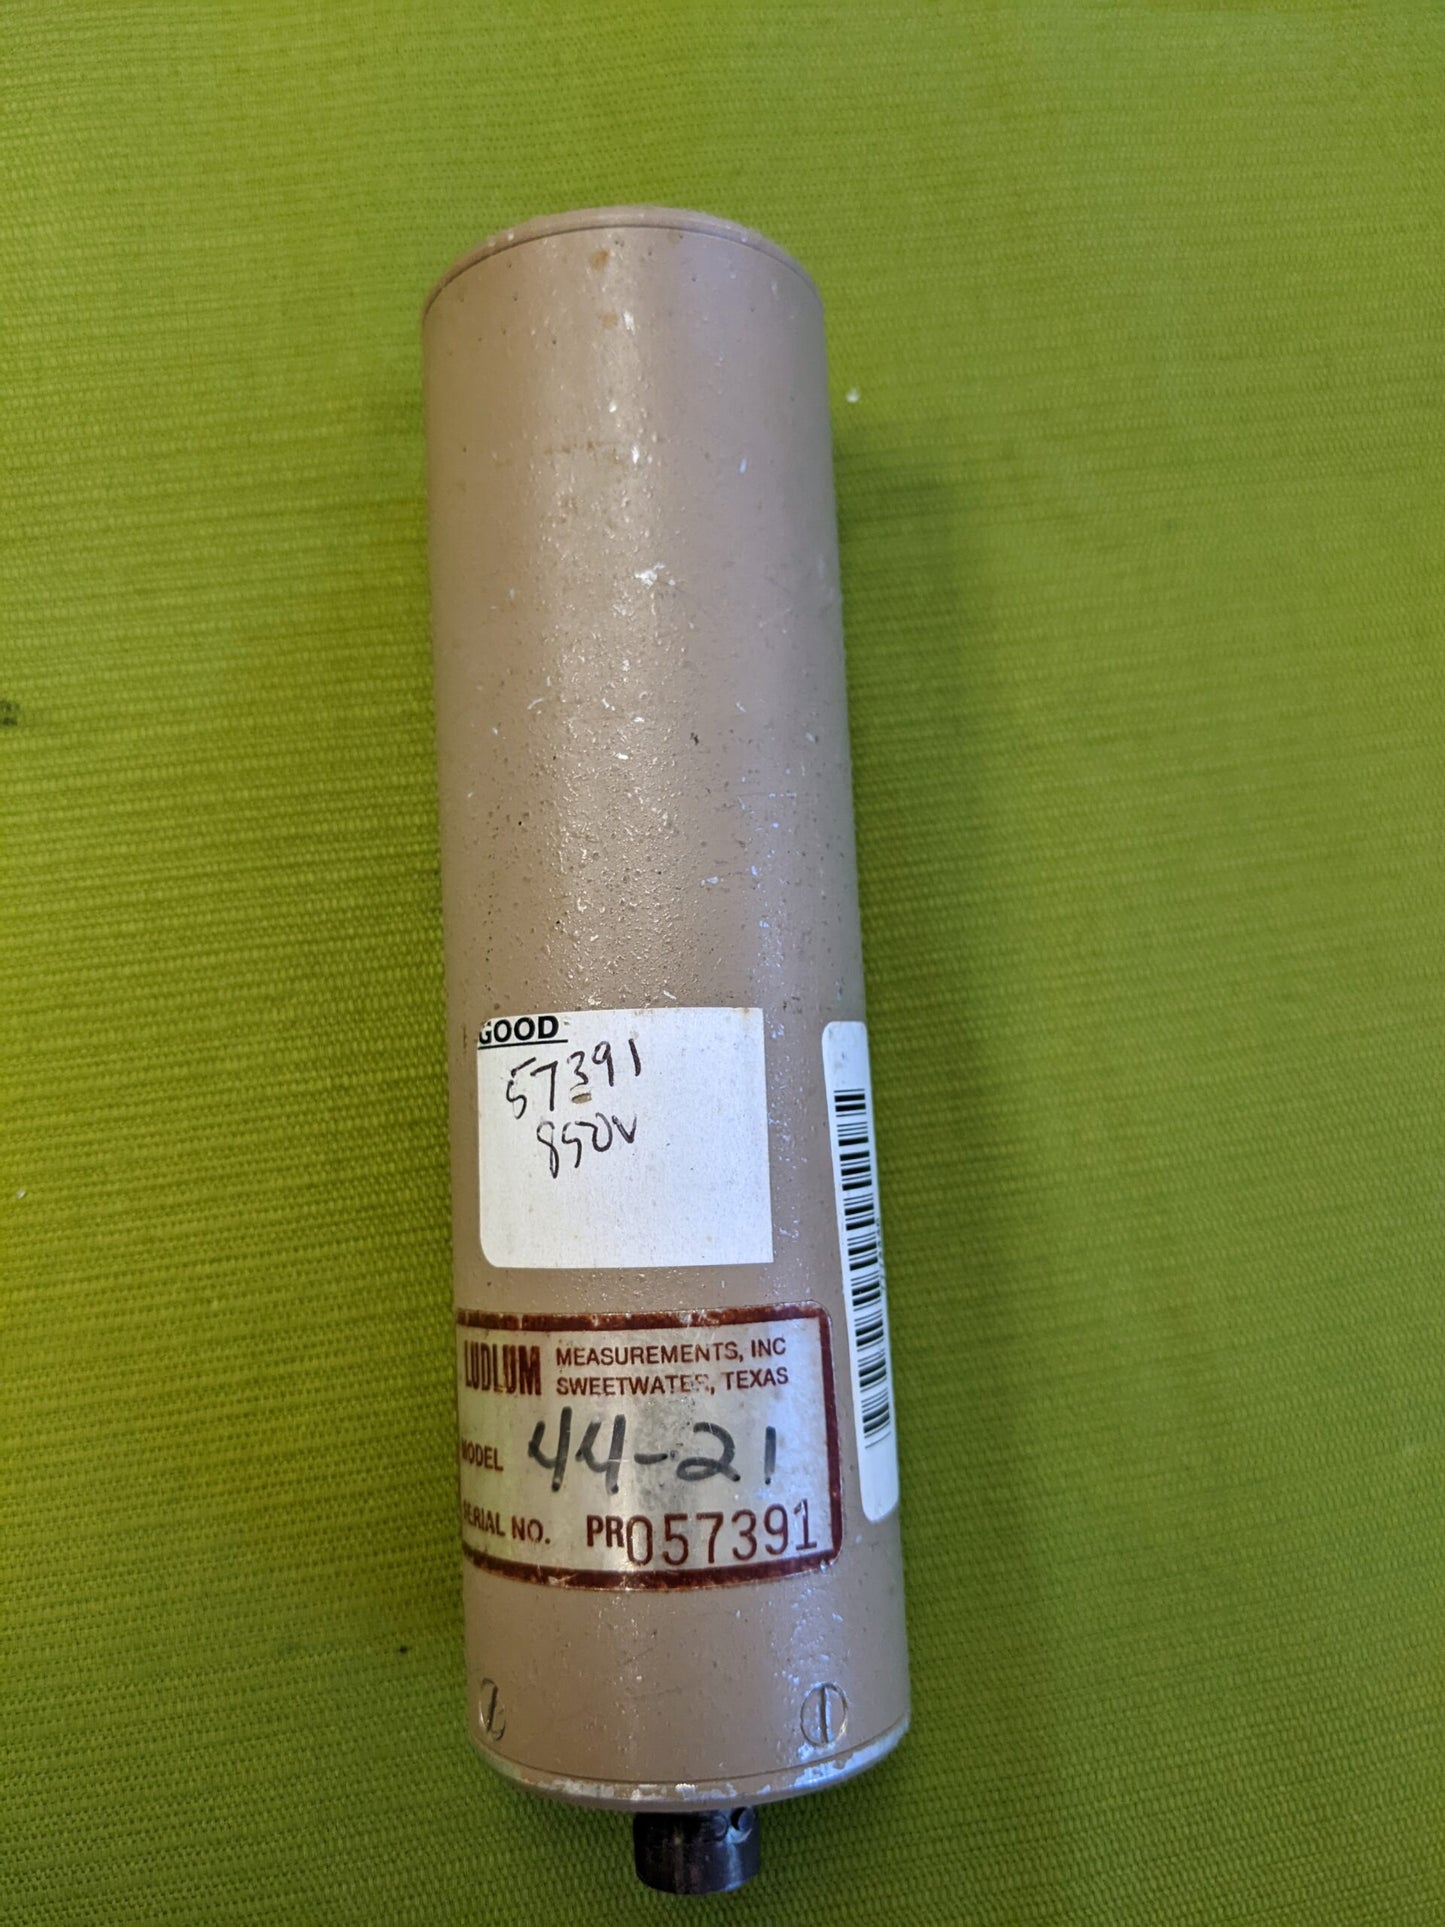 GOOD
57391
850V
LUDLUM MEASUREMENTS, INC
SWEETWATER, TEXAS
MODEL 44-21
SERIAL NO. PR057391